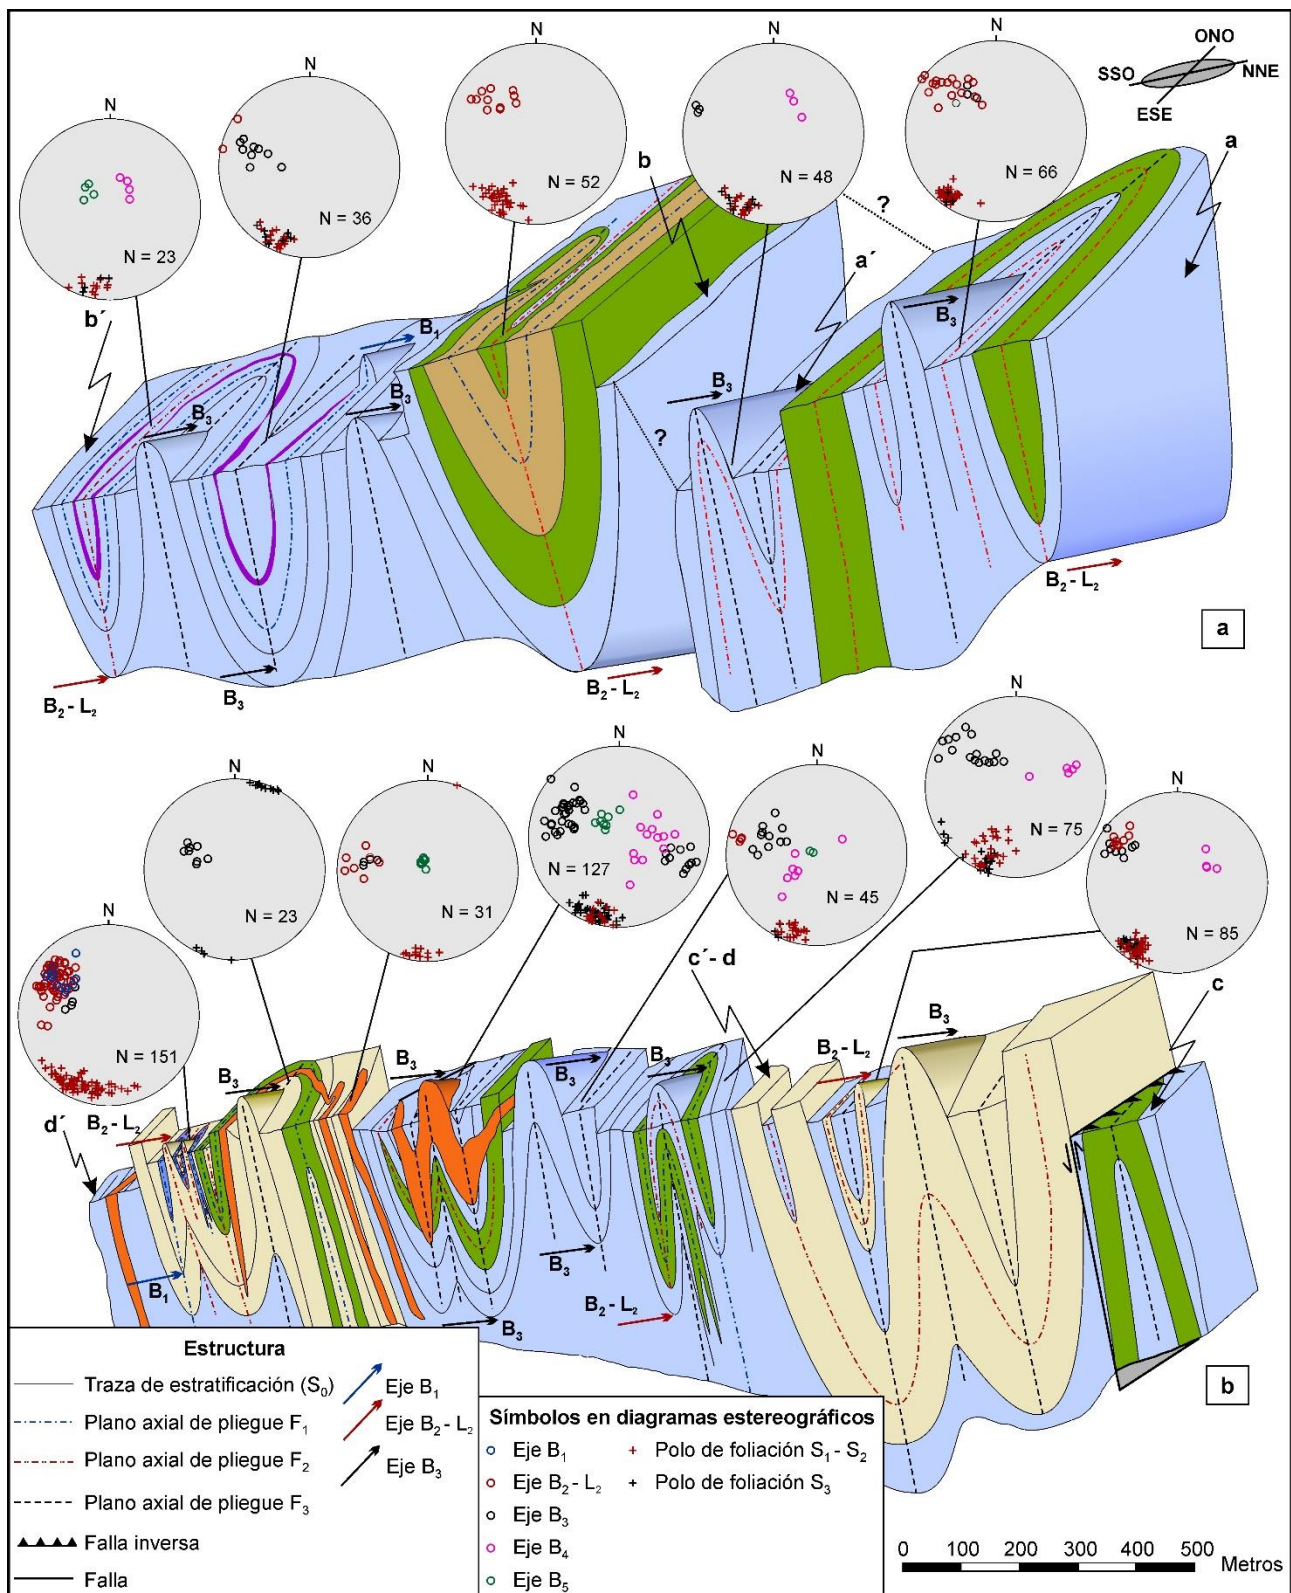 ONO
SSO
NNE
ESE
N
N
N
N
N
N = 23
N = 36
N = 52
N = 48
N = 66
b
a
a´
b´
?
?
B₁
B₃
B₃
B₃
B₃
B₂ - L₂
B₃
B₂ - L₂
B₂ - L₂
a
N
N
N
N
N
N
N
N = 151
N = 23
N = 31
N = 127
N = 45
N = 75
N = 85
c´- d
c
d´
B₂ - L₂
B₃
B₃
B₃
B₃
B₂ - L₂
B₃
B₁
B₃
B₃
B₂ - L₂
b
Estructura
Traza de estratificación (S₀)
Plano axial de pliegue F₁
Plano axial de pliegue F₂
Plano axial de pliegue F₃
Falla inversa
Falla
Eje B₁
Eje B₂ - L₂
Eje B₃
Símbolos en diagramas estereográficos
Eje B₁
Eje B₂ - L₂
Eje B₃
Eje B₄
Eje B₅
Polo de foliación S₁ - S₂
Polo de foliación S₃
0 100 200 300 400 500
Metros